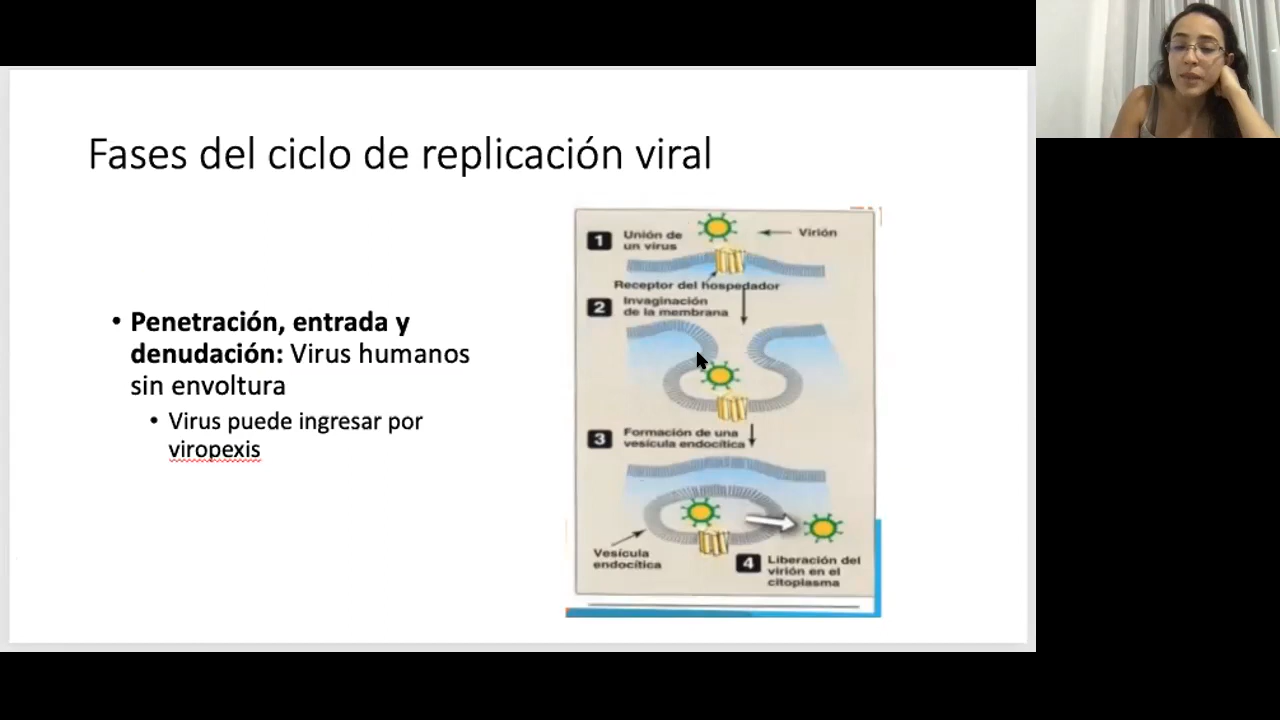 Fases del ciclo de replicación viral
• Penetración, entrada y
denudación: Virus humanos
sin envoltura
• Virus puede ingresar por
viropexis
1 Unión de
un virus
Virión
Receptor del hospedador
2 Invaginación
de la membrana
3 Formación de una
vesícula endocítica
Vesícula
endocítica
4 Liberación del
virión en el
citoplasma